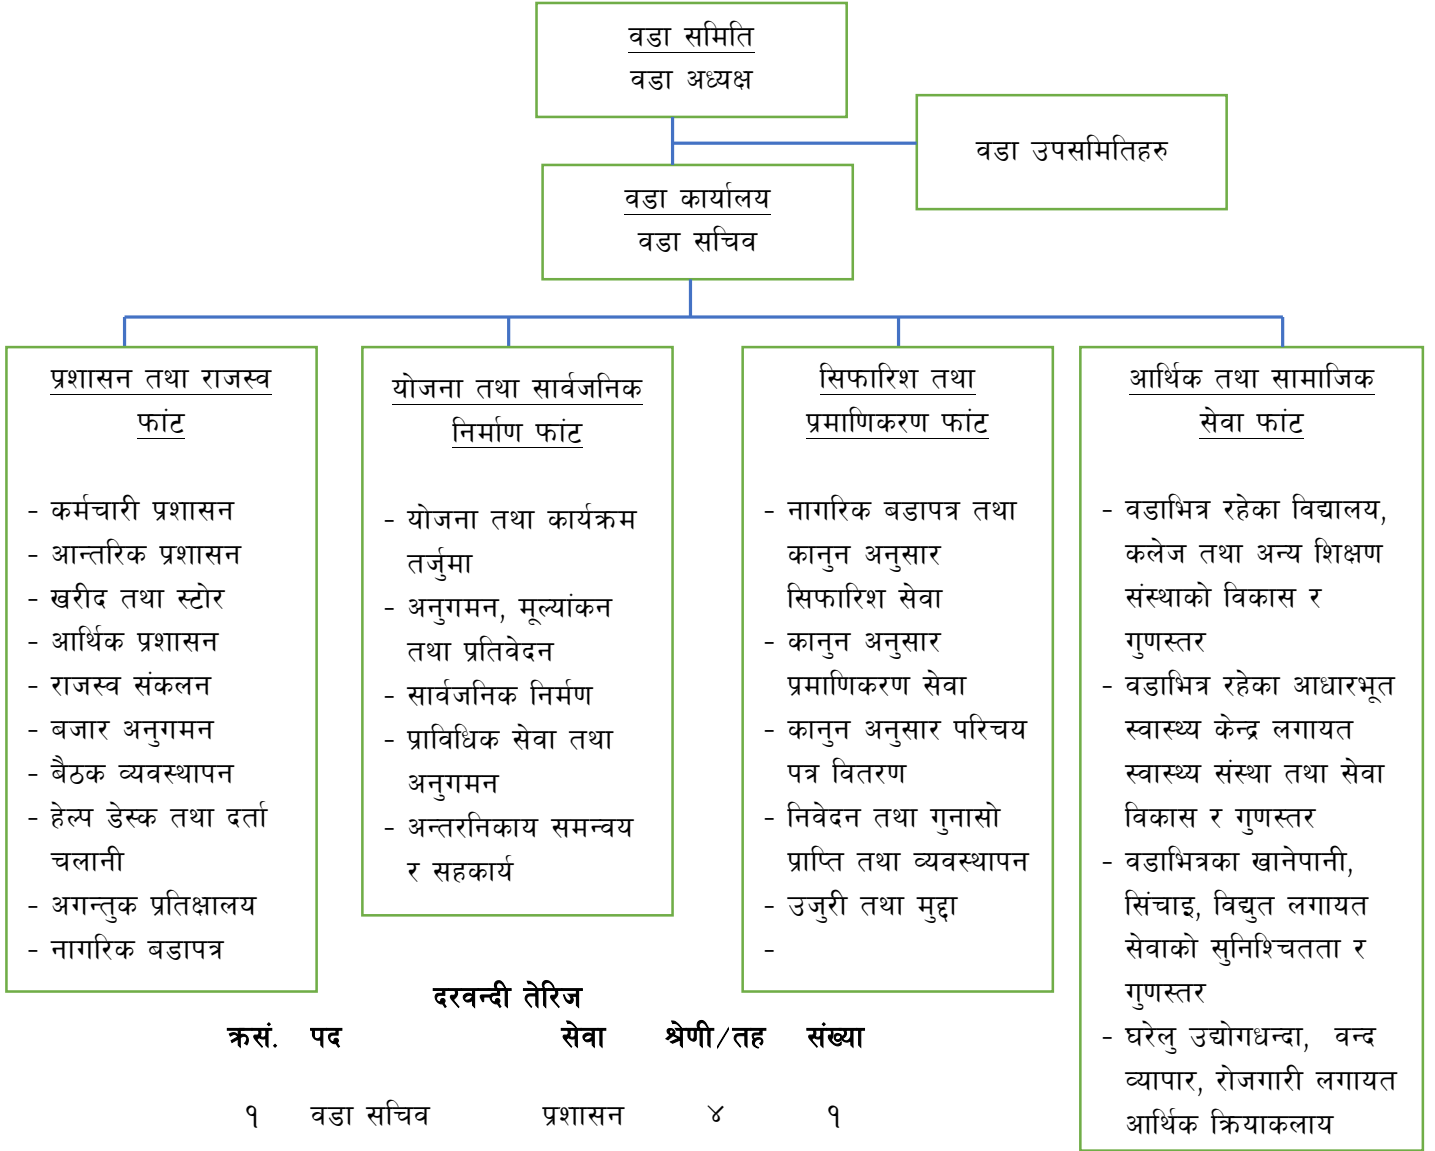 वडा समिति
वडा अध्यक्ष
वडा उपसमितिहरु
वडा कार्यालय
वडा सचिव
प्रशासन तथा राजस्व
फांट
- कर्मचारी प्रशासन
- आन्तरिक प्रशासन
- खरीद तथा स्टोर
- आर्थिक प्रशासन
- राजस्व संकलन
- बजार अनुगमन
- बैठक व्यवस्थापन
- हेल्प डेस्क तथा दर्ता
चलानी
- अगन्तुक प्रतिक्षालय
- नागरिक बडापत्र
योजना तथा सार्वजनिक
निर्माण फांट
- योजना तथा कार्यक्रम
तर्जुमा
- अनुगमन, मूल्यांकन
तथा प्रतिवेदन
- सार्वजनिक निर्मण
- प्राविधिक सेवा तथा
अनुगमन
- अन्तरनिकाय समन्वय
र सहकार्य
सिफारिश तथा
प्रमाणिकरण फांट
- नागरिक बडापत्र तथा
कानुन अनुसार
सिफारिश सेवा
- कानुन अनुसार
प्रमाणिकरण सेवा
- कानुन अनुसार परिचय
पत्र वितरण
- निवेदन तथा गुनासो
प्राप्ति तथा व्यवस्थापन
- उजुरी तथा मुद्दा
-
आर्थिक तथा सामाजिक
सेवा फांट
- वडाभित्र रहेका विद्यालय,
कलेज तथा अन्य शिक्षण
संस्थाको विकास र
गुणस्तर
- वडाभित्र रहेका आधारभूत
स्वास्थ्य केन्द्र लगायत
स्वास्थ्य संस्था तथा सेवा
विकास र गुणस्तर
- वडाभित्रका खानेपानी,
सिंचाइ, विद्युत लगायत
सेवाको सुनिश्चितता र
गुणस्तर
- घरेलु उद्योगधन्दा, वन्द
व्यापार, रोजगारी लगायत
आर्थिक क्रियाकलाय
दरवन्दी तेरिज
क्रसं. पद सेवा श्रेणी/तह संख्या
१ वडा सचिव प्रशासन ४ १